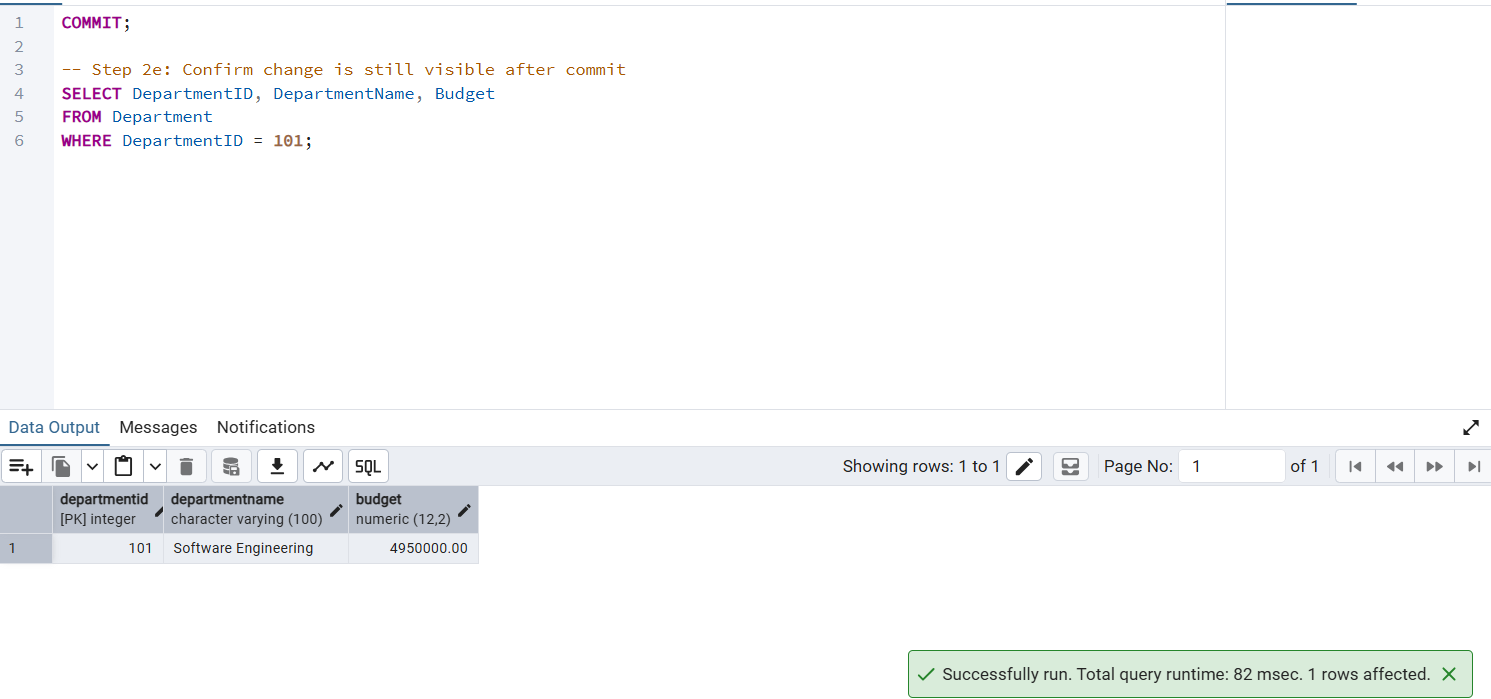 1 COMMIT;
2
3 -- Step 2e: Confirm change is still visible after commit
4 SELECT DepartmentID, DepartmentName, Budget
5 FROM Department
6 WHERE DepartmentID = 101;
Data Output Messages Notifications
SQL Showing rows: 1 to 1 Page No: 1 of 1
departmentid departmentname budget
[PK] integer character varying (100) numeric (12,2)
1 101 Software Engineering 4950000.00
Successfully run. Total query runtime: 82 msec. 1 rows affected.